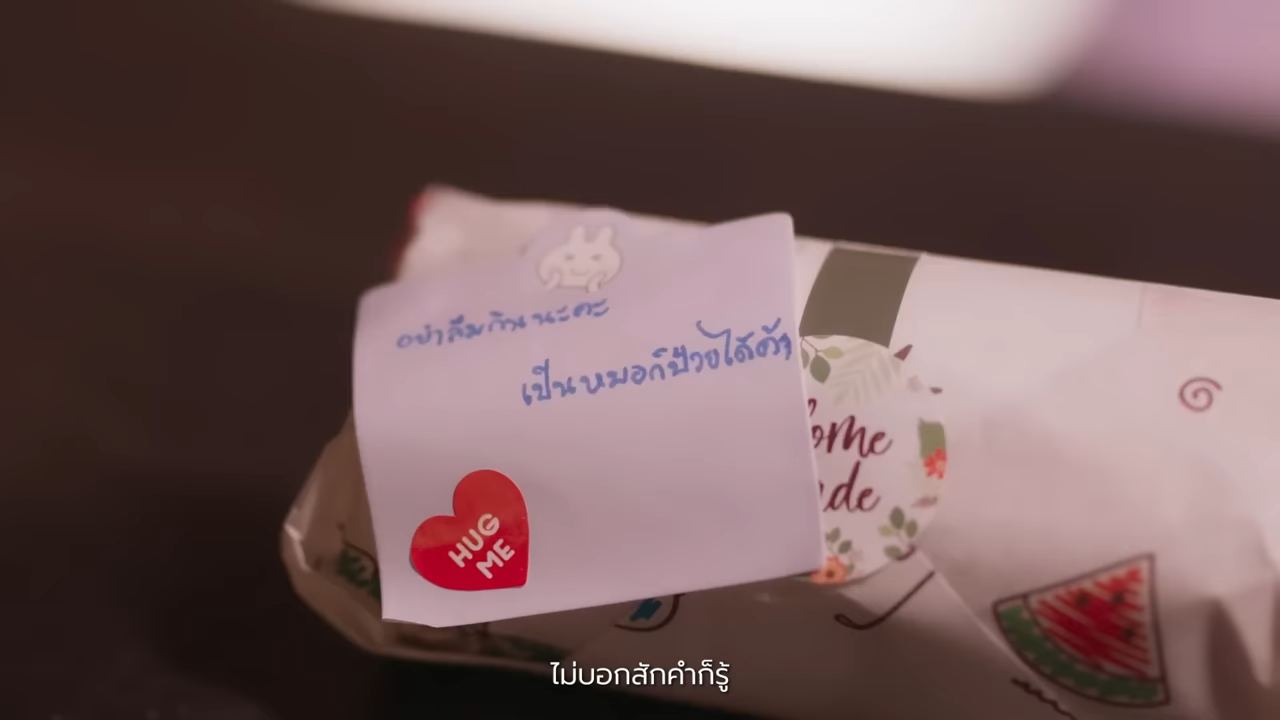 อย่าลืมกินนะคะ
เป็นหมอก็ป่วยได้ค่ะ
HUG
ME
ome
de
ไม่บอกสักคำก็รู้